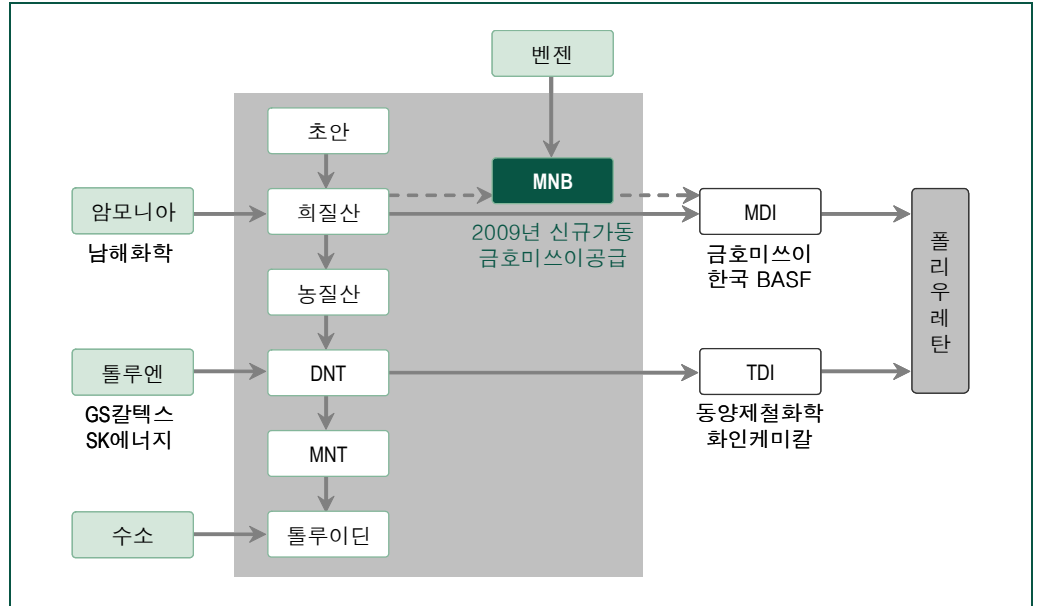 벤젠
초안
MNB
암모니아
남해화학
희질산
2009년 신규가동
금호미쓰이공급
MDI
금호미쓰이
한국 BASF
폴
리
우
레
탄
농질산
톨루엔
GS칼텍스
SK에너지
DNT
TDI
동양제철화학
화인케미칼
MNT
수소
톨루이딘